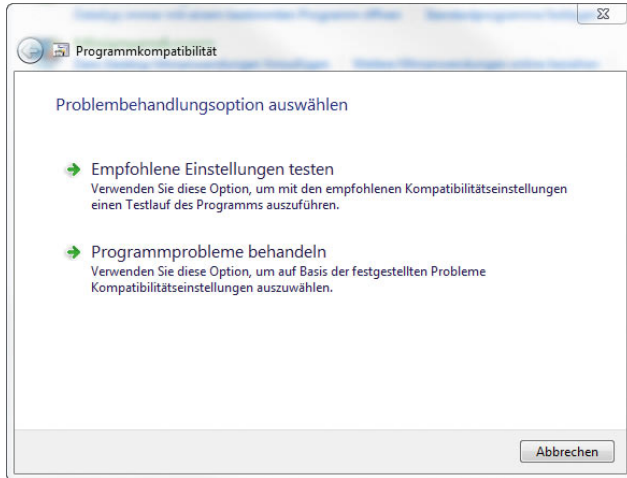 Programmkompatibilität
Problembehandlungsoption auswählen
Empfohlene Einstellungen testen
Verwenden Sie diese Option, um mit den empfohlenen Kompatibilitätseinstellungen
einen Testlauf des Programms auszuführen.
Programmprobleme behandeln
Verwenden Sie diese Option, um auf Basis der festgestellten Probleme
Kompatibilitätseinstellungen auszuwählen.
Abbrechen